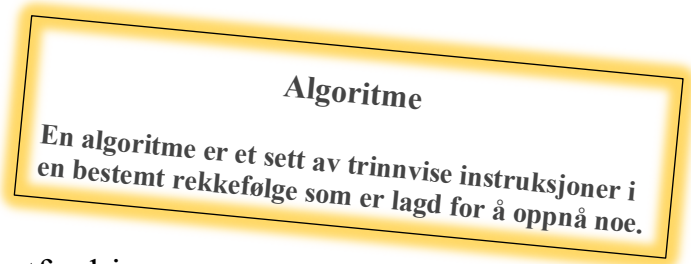 Algoritme
En algoritme er et sett av trinnvise instruksjoner i
en bestemt rekkefølge som er lagd for å oppnå noe.